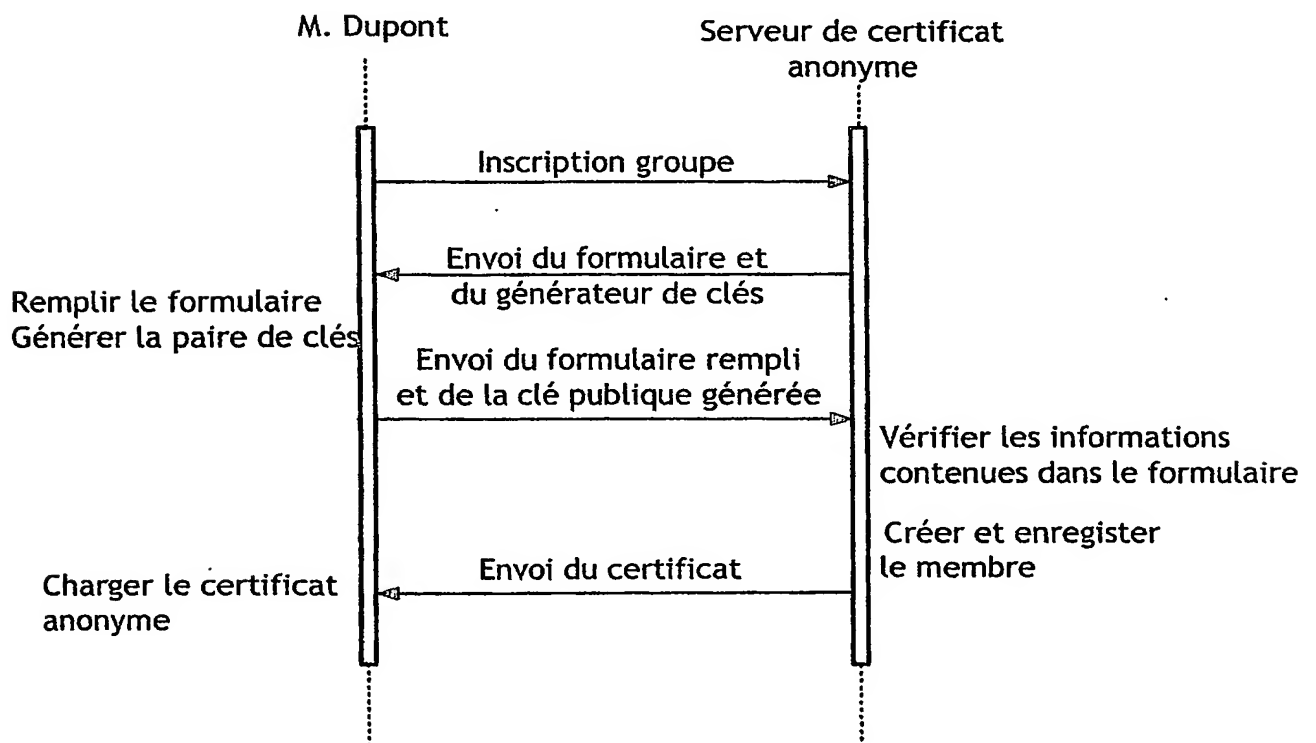 M. Dupont
Serveur de certificat
anonyme
Inscription groupe
Envoi du formulaire et
du générateur de clés
Remplir le formulaire
Générer la paire de clés
Envoi du formulaire rempli
et de la clé publique générée
Vérifier les informations
contenues dans le formulaire
Créer et enregister
le membre
Envoi du certificat
Charger le certificat
anonyme